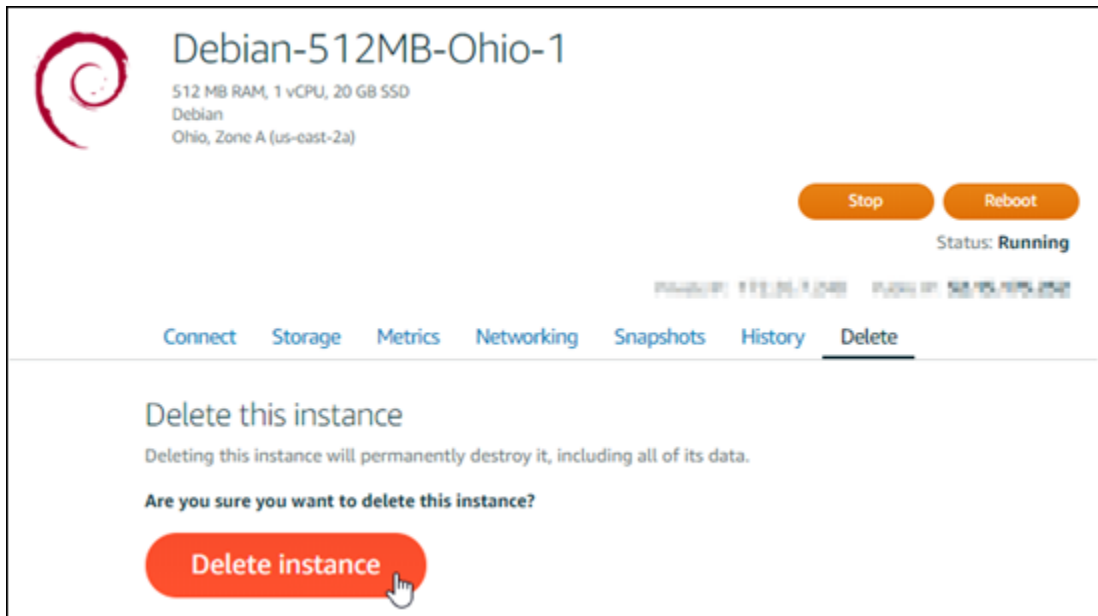 Debian-512MB-Ohio-1
512 MB RAM, 1 vCPU, 20 GB SSD
Debian
Ohio, Zone A (us-east-2a)
Stop Reboot
Status: Running
Connect Storage Metrics Networking Snapshots History Delete
Delete this instance
Deleting this instance will permanently destroy it, including all of its data.
Are you sure you want to delete this instance?
Delete instance